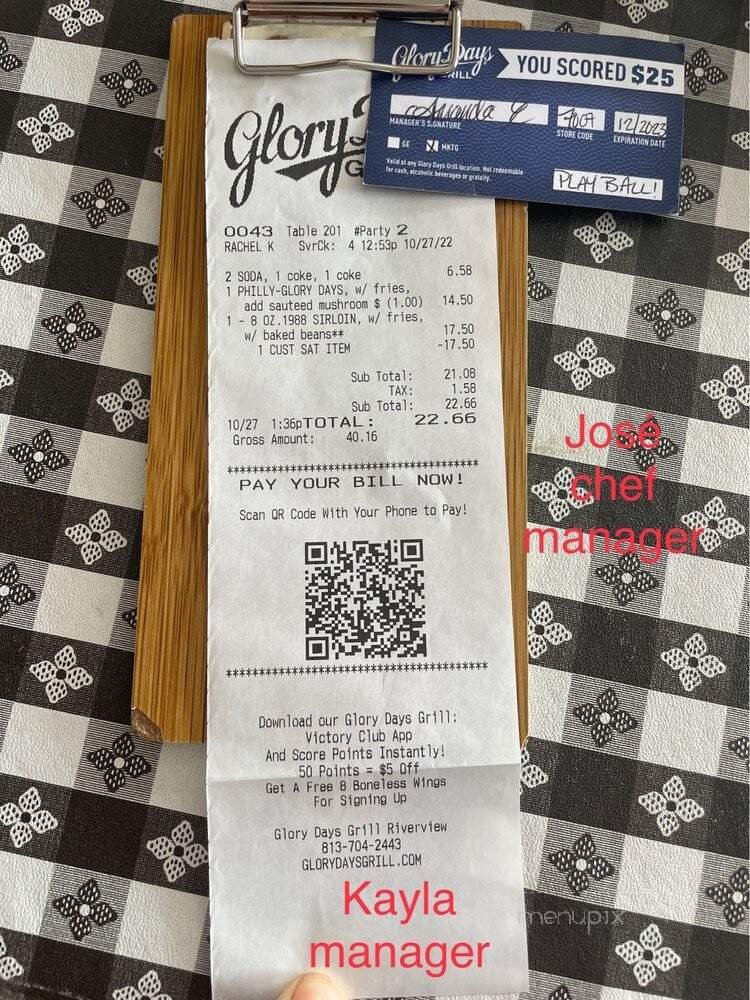 Glory
G
Glory Days
GRILL
YOU SCORED $25
MANAGER'S SIGNATURE
STORE CODE
12/2023
EXPIRATION DATE
GE
MKTG
Valid at any Glory Days Grill location. Not redeemable
for cash, alcoholic beverages or gratuity.
PLAY BALL!
0043 Table 201 #Party 2
RACHEL K SvrCk: 4 12:53p 10/27/22
2 SODA, 1 coke, 1 coke 6.58
1 PHILLY-GLORY DAYS, w/ fries,
add sauteed mushroom $ (1.00) 14.50
1 - 8 OZ.1988 SIRLOIN, w/ fries,
w/ baked beans** 17.50
1 CUST SAT ITEM -17.50
Sub Total: 21.08
TAX: 1.58
Sub Total: 22.66
10/27 1:36pTOTAL: 22.66
Gross Amount: 40.16
PAY YOUR BILL NOW!
Scan QR Code With Your Phone to Pay!
Download our Glory Days Grill:
Victory Club App
And Score Points Instantly!
50 Points = $5 Off
Get A Free 8 Boneless Wings
For Signing Up
Glory Days Grill Riverview
813-704-2443
GLORYDAYSGRILL.COM
José
chef
manager
Kayla
manager
menupix